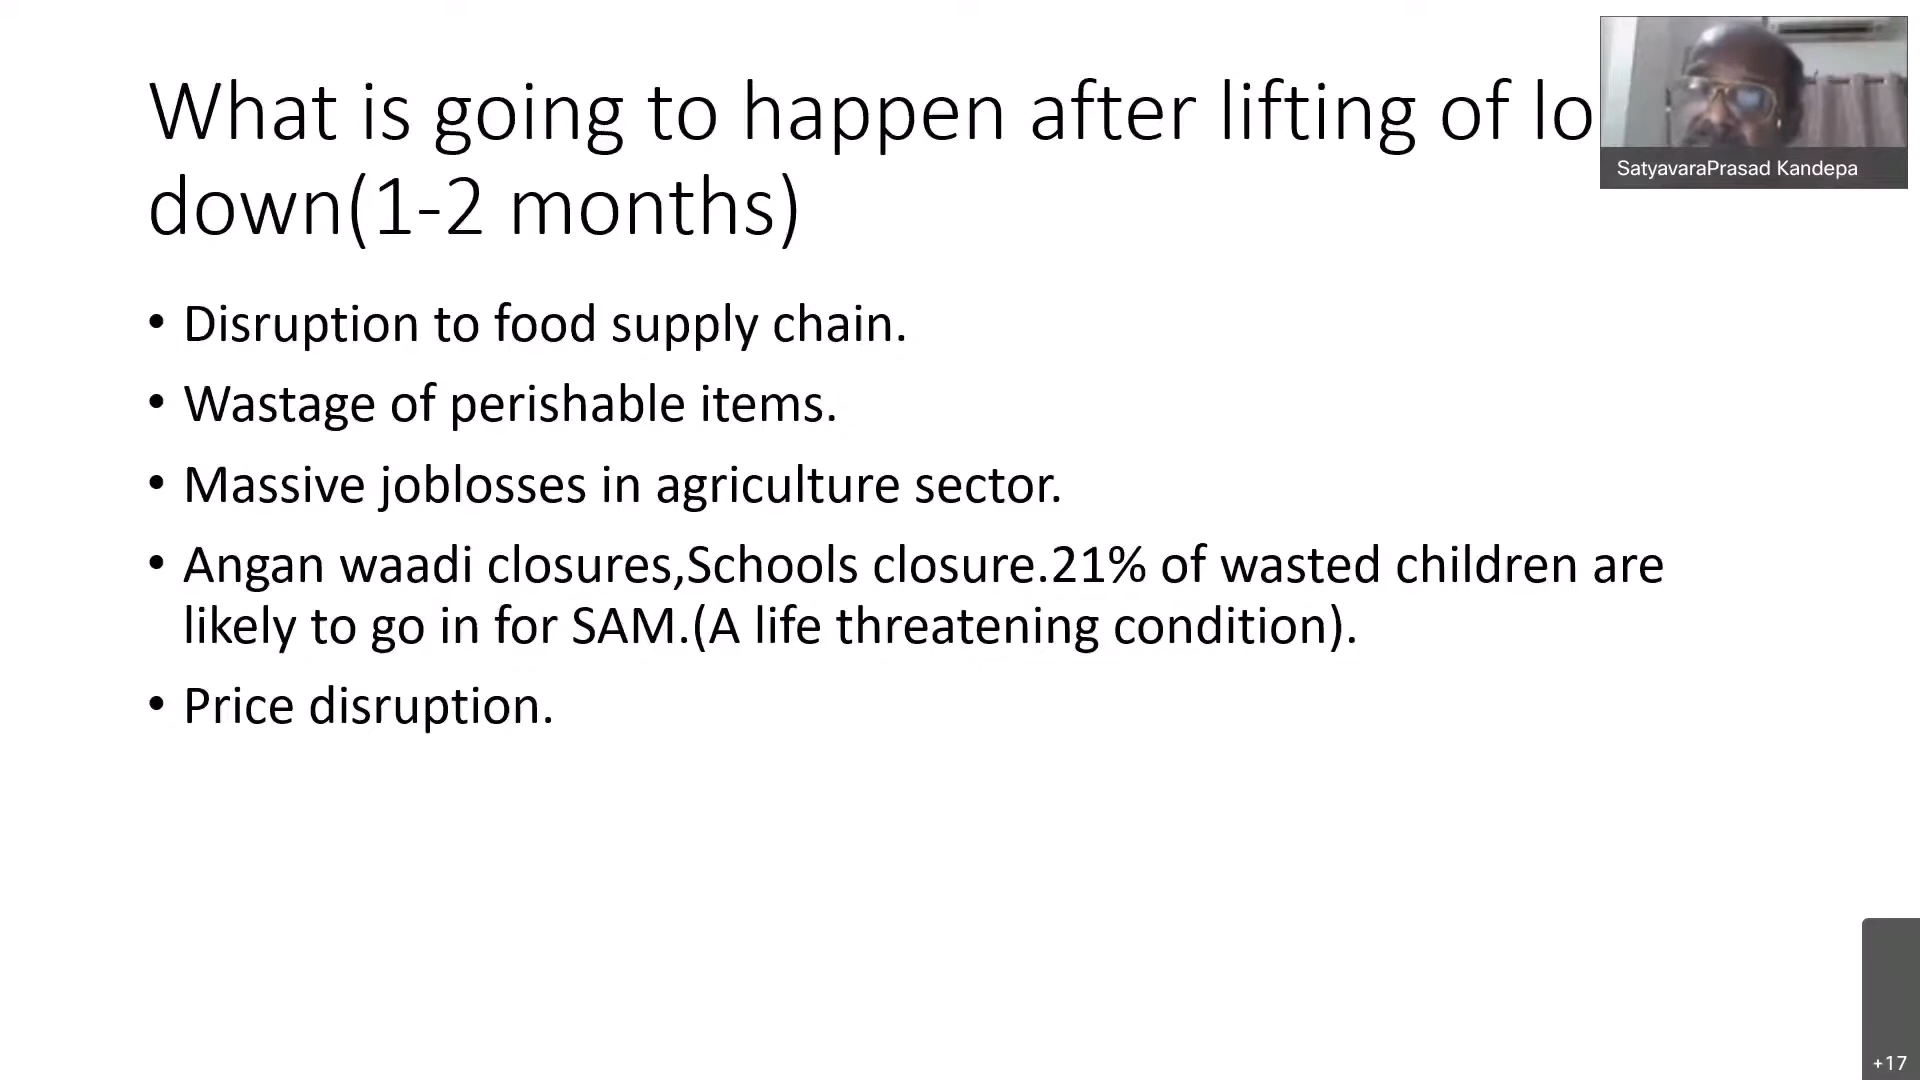 What is going to happen after lifting of lo
down(1-2 months)
SatyavaraPrasad Kandepa
• Disruption to food supply chain.
• Wastage of perishable items.
• Massive joblosses in agriculture sector.
• Angan waadi closures,Schools closure.21% of wasted children are
likely to go in for SAM.(A life threatening condition).
• Price disruption.
+17